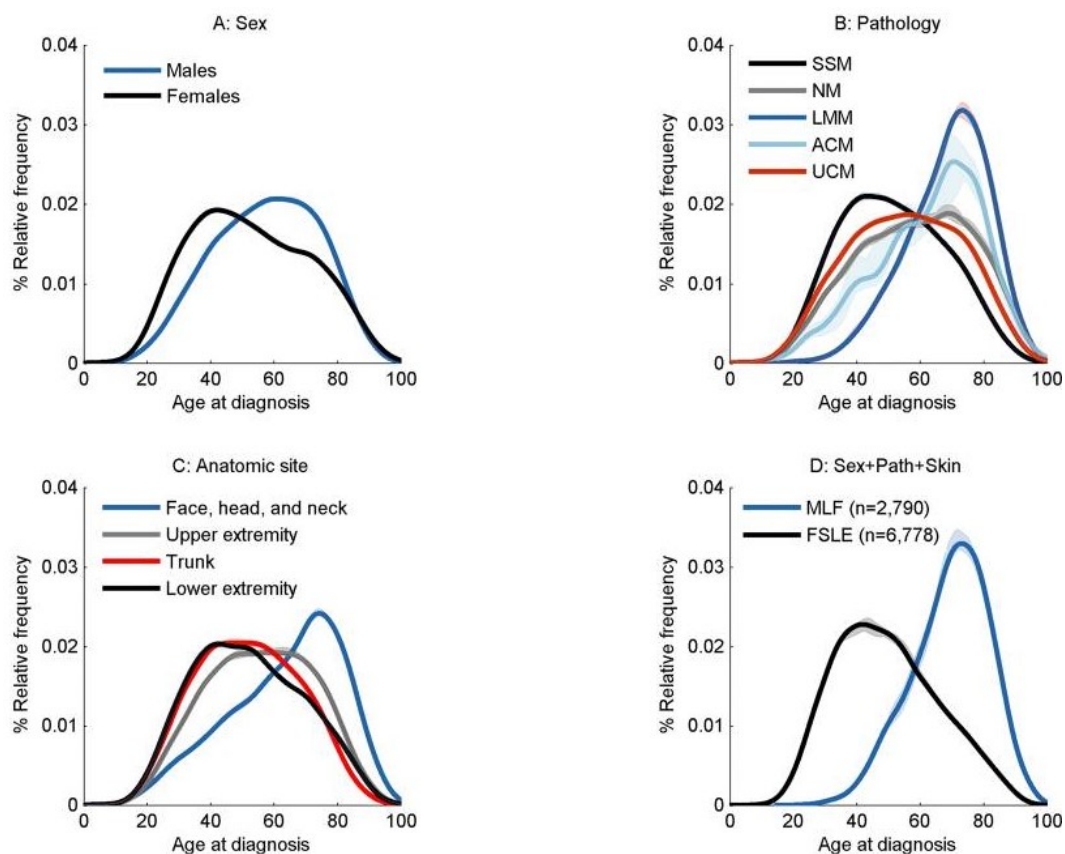 A: Sex
0.04
0.03
0.02
0.01
0
% Relative frequency
Males
Females
0 20 40 60 80 100
Age at diagnosis
B: Pathology
0.04
0.03
0.02
0.01
0
% Relative frequency
SSM
NM
LMM
ACM
UCM
0 20 40 60 80 100
Age at diagnosis
C: Anatomic site
0.04
0.03
0.02
0.01
0
% Relative frequency
Face, head, and neck
Upper extremity
Trunk
Lower extremity
0 20 40 60 80 100
Age at diagnosis
D: Sex+Path+Skin
0.04
0.03
0.02
0.01
0
% Relative frequency
MLF (n=2,790)
FSLE (n=6,778)
0 20 40 60 80 100
Age at diagnosis